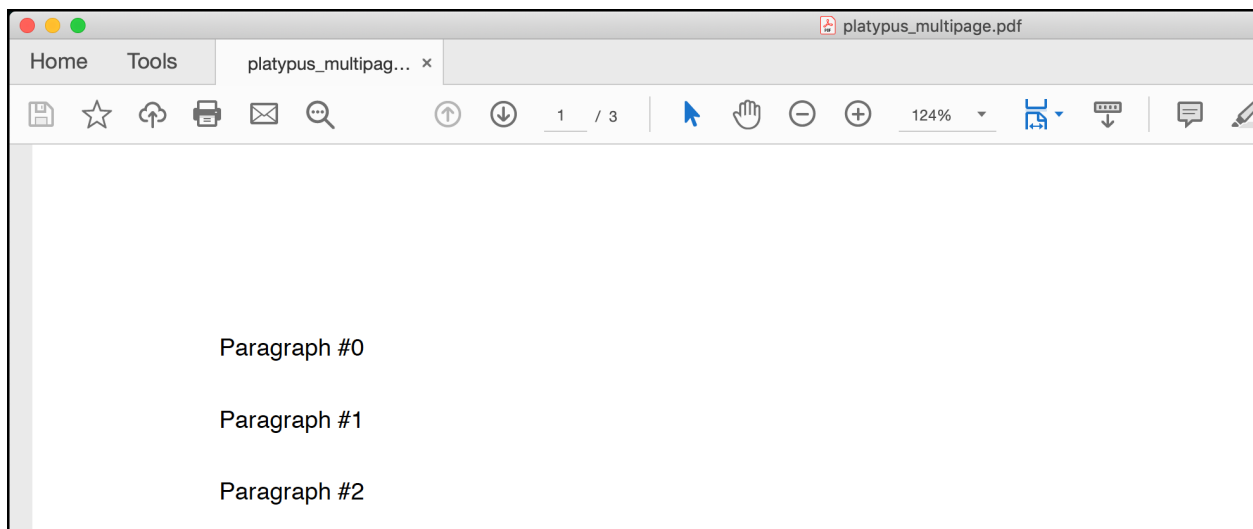 platypus_multipage.pdf
Home Tools platypus_multipag... ×
1 / 3 124%
Paragraph #0
Paragraph #1
Paragraph #2